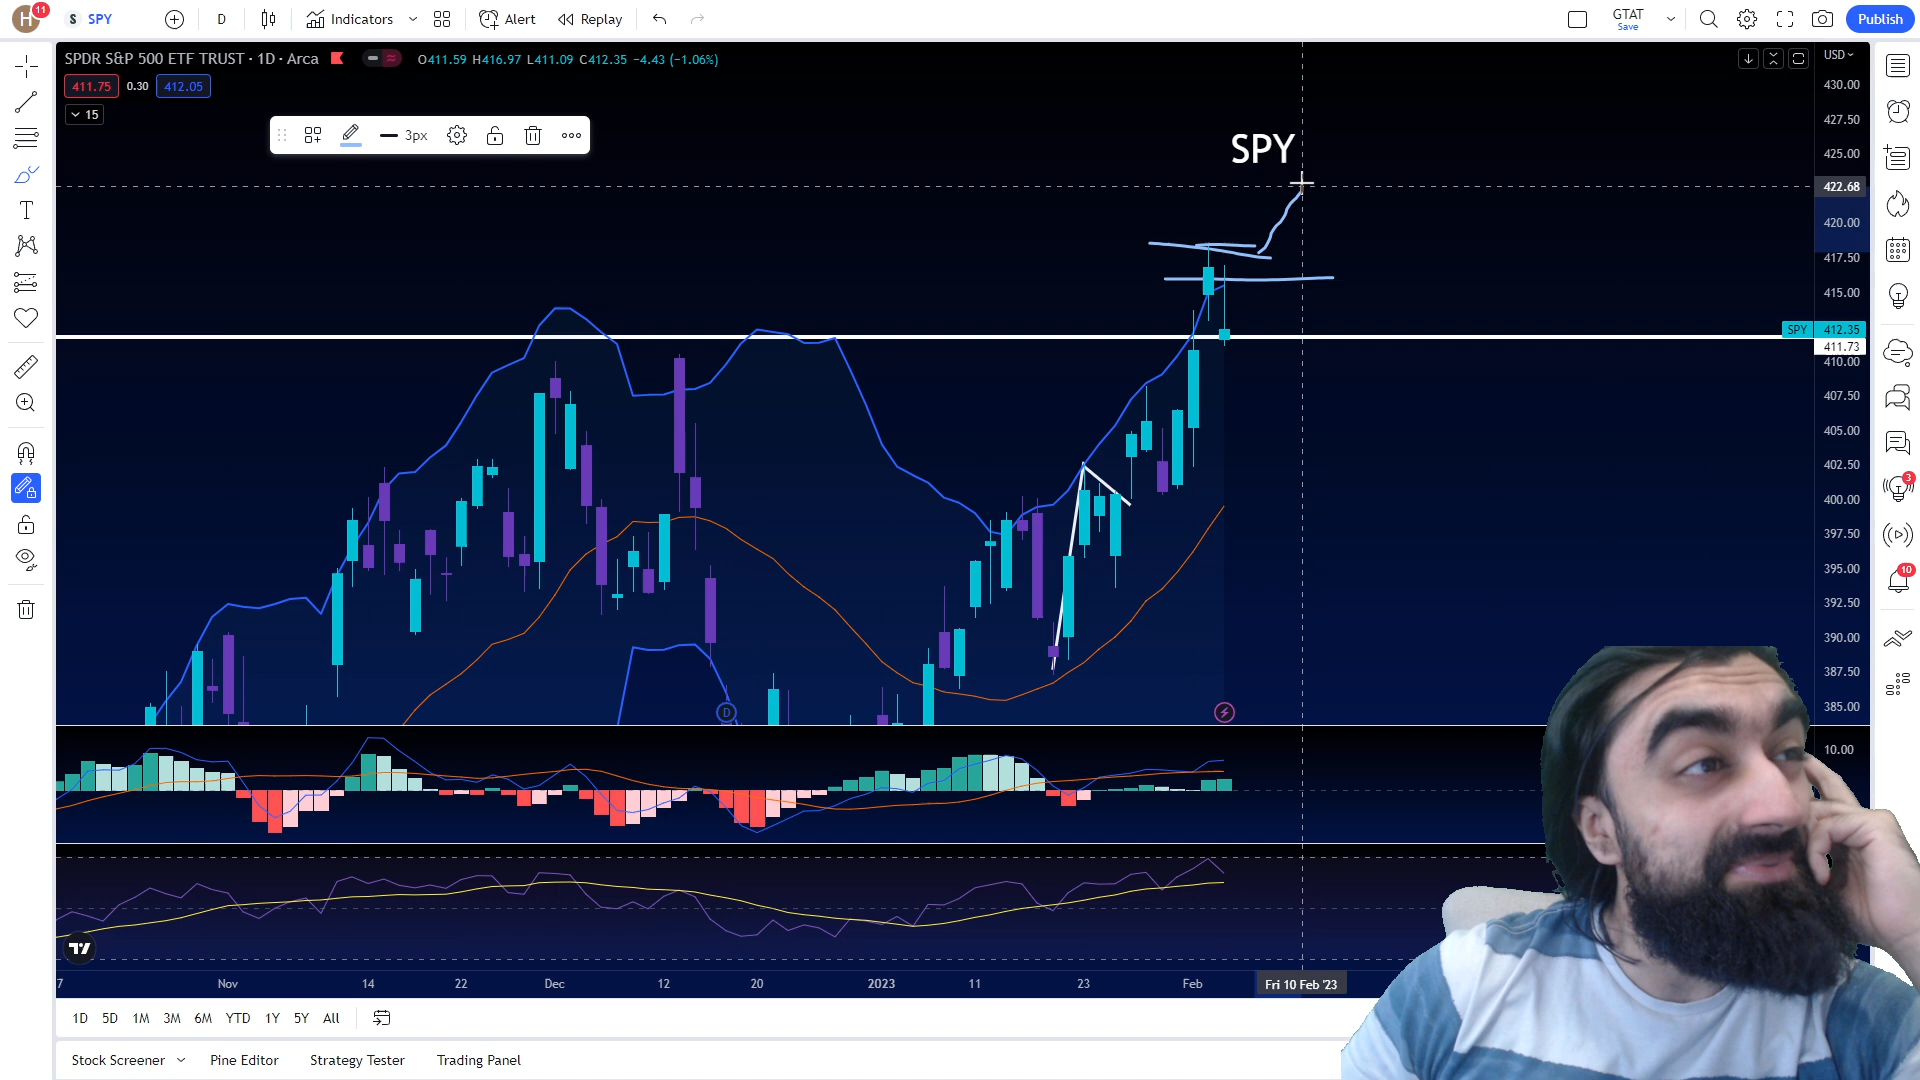 H 11 S SPY D Indicators Alert Replay GTAT Save Publish
SPDR S&P 500 ETF TRUST · 1D · Arca O411.59 H416.97 L411.09 C412.35 −4.43 (−1.06%) USD
411.75 0.30 412.05
15
3px
SPY
430.00
427.50
425.00
422.68
420.00
417.50
415.00
SPY 412.35
411.73
410.00
407.50
405.00
402.50
400.00
397.50
395.00
392.50
390.00
387.50
385.00
10.00
D
3
10
7 Nov 14 22 Dec 12 20 2023 11 23 Feb Fri 10 Feb '23
1D 5D 1M 3M 6M YTD 1Y 5Y All
Stock Screener Pine Editor Strategy Tester Trading Panel